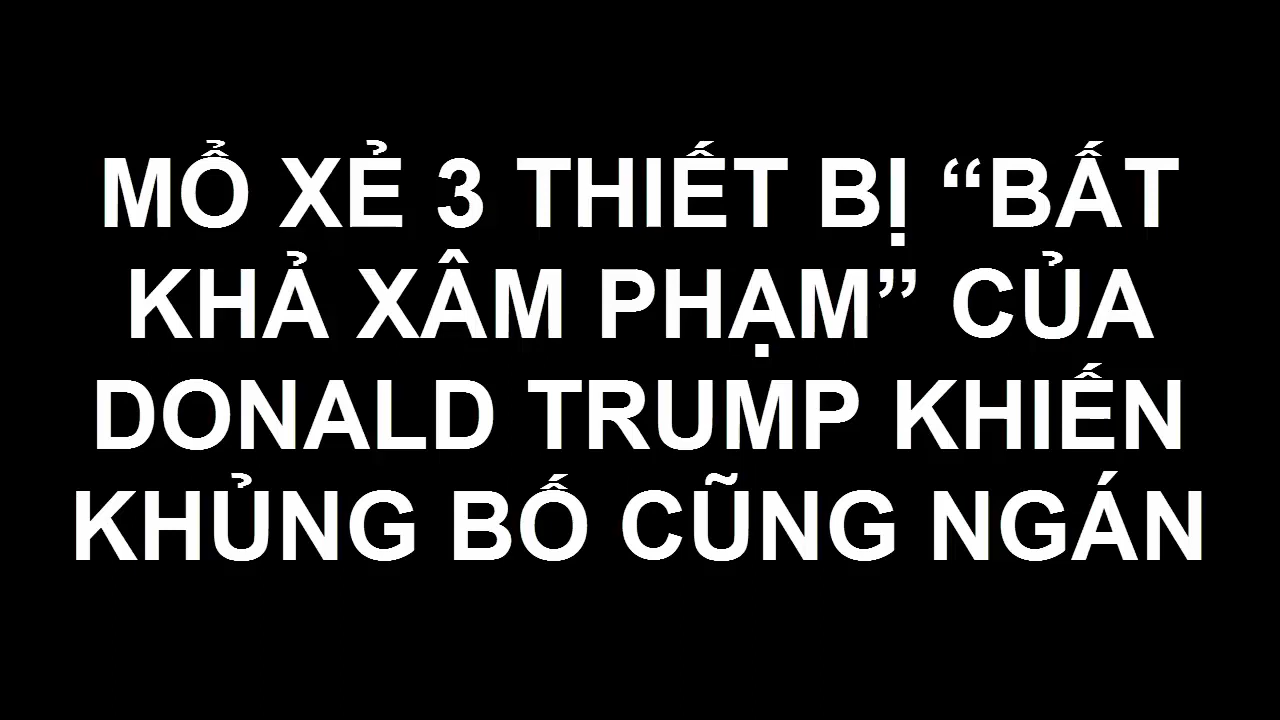 MỔ XẺ 3 THIẾT BỊ “BẤT
KHẢ XÂM PHẠM” CỦA
DONALD TRUMP KHIẾN
KHỦNG BỐ CŨNG NGÁN